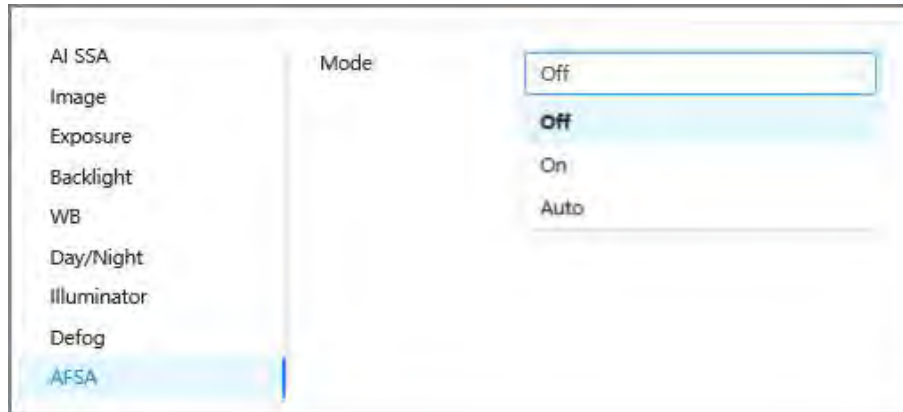 AI SSA
Image
Exposure
Backlight
WB
Day/Night
Illuminator
Defog
AFSA
Mode
Off
Off
On
Auto